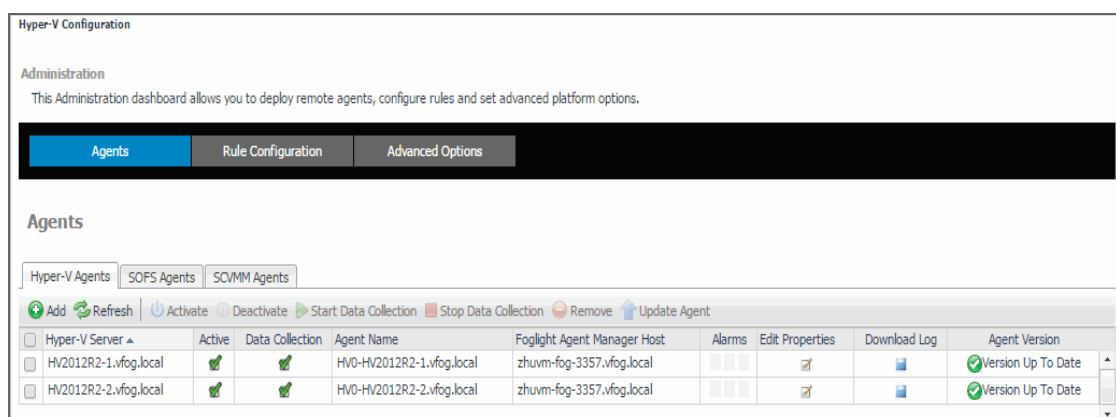 Hyper-V Configuration
Administration
This Administration dashboard allows you to deploy remote agents, configure rules and set advanced platform options.
Agents Rule Configuration Advanced Options
Agents
Hyper-V Agents SOFS Agents SCVMM Agents
Add Refresh Activate Deactivate Start Data Collection Stop Data Collection Remove Update Agent
Hyper-V Server Active Data Collection Agent Name Foglight Agent Manager Host Alarms Edit Properties Download Log Agent Version
HV2012R2-1.vfog.local HV0-HV2012R2-1.vfog.local zhuvm-fog-3357.vfog.local Version Up To Date
HV2012R2-2.vfog.local HV0-HV2012R2-2.vfog.local zhuvm-fog-3357.vfog.local Version Up To Date